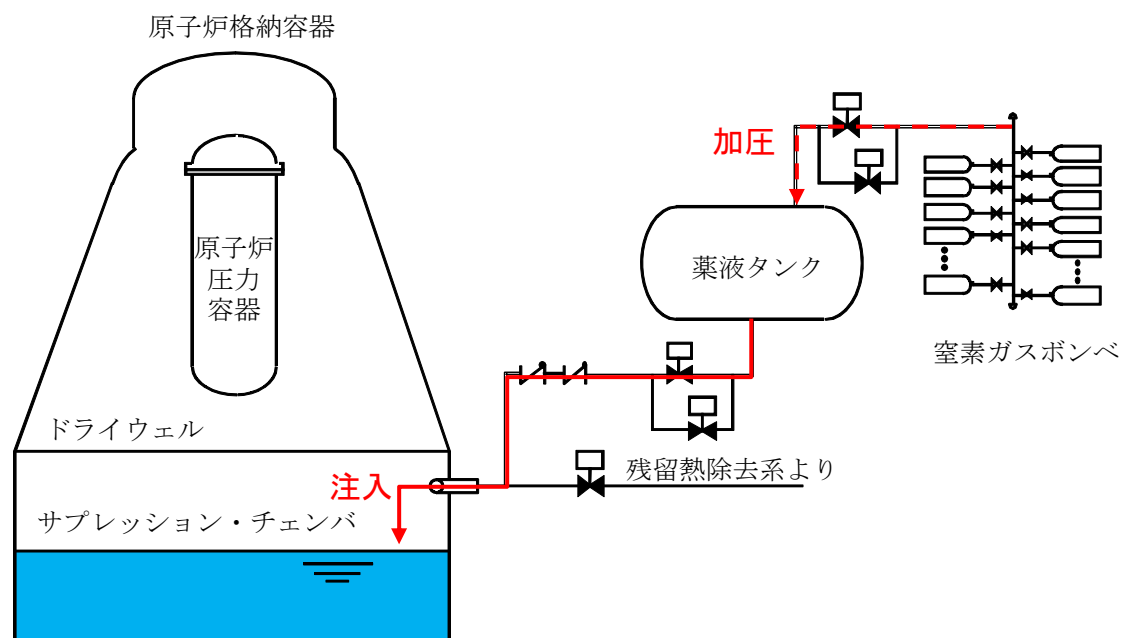 原子炉格納容器
加圧
原子炉
圧力
容器
薬液タンク
窒素ガスボンベ
ドライウェル
残留熱除去系より
注入
サプレッション・チェンバ